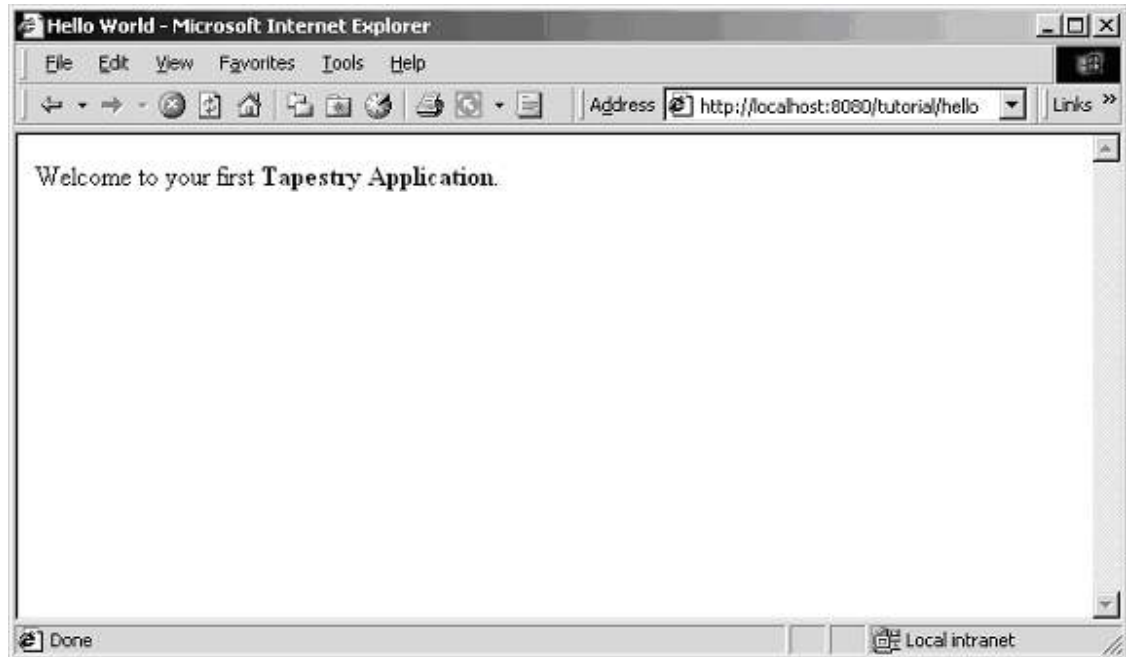 Hello World - Microsoft Internet Explorer
File Edit View Favorites Tools Help
Address http://localhost:8080/tutorial/hello Links »
Welcome to your first Tapestry Application.
Done Local intranet